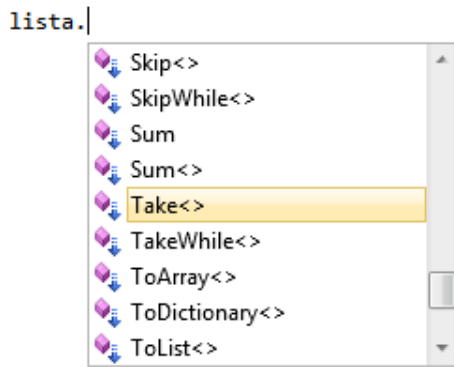 lista.
Skip<>
SkipWhile<>
Sum
Sum<>
Take<>
TakeWhile<>
ToArray<>
ToDictionary<>
ToList<>